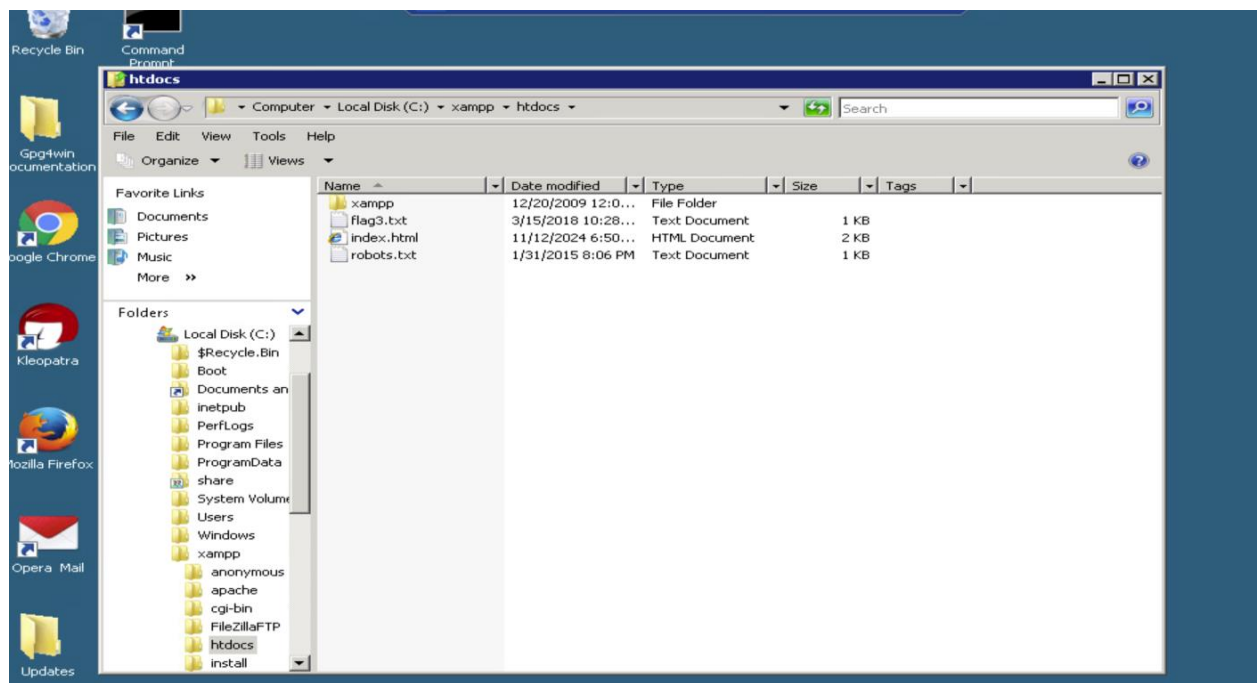 Recycle Bin
Command
Prompt
htdocs
Computer Local Disk (C:) xampp htdocs
Search
File Edit View Tools Help
Gpg4win
ocumentation
Organize Views
Favorite Links
Name Date modified Type Size Tags
Documents
Pictures
Music
More »
xampp 12/20/2009 12:0... File Folder
flag3.txt 3/15/2018 10:28... Text Document 1 KB
index.html 11/12/2024 6:50... HTML Document 2 KB
robots.txt 1/31/2015 8:06 PM Text Document 1 KB
oogle Chrome
Folders
Local Disk (C:)
$Recycle.Bin
Boot
Documents an
inetpub
PerfLogs
Program Files
ProgramData
share
System Volume
Users
Windows
xampp
anonymous
apache
cgi-bin
FileZillaFTP
htdocs
install
Kleopatra
Mozilla Firefox
Opera Mail
Updates